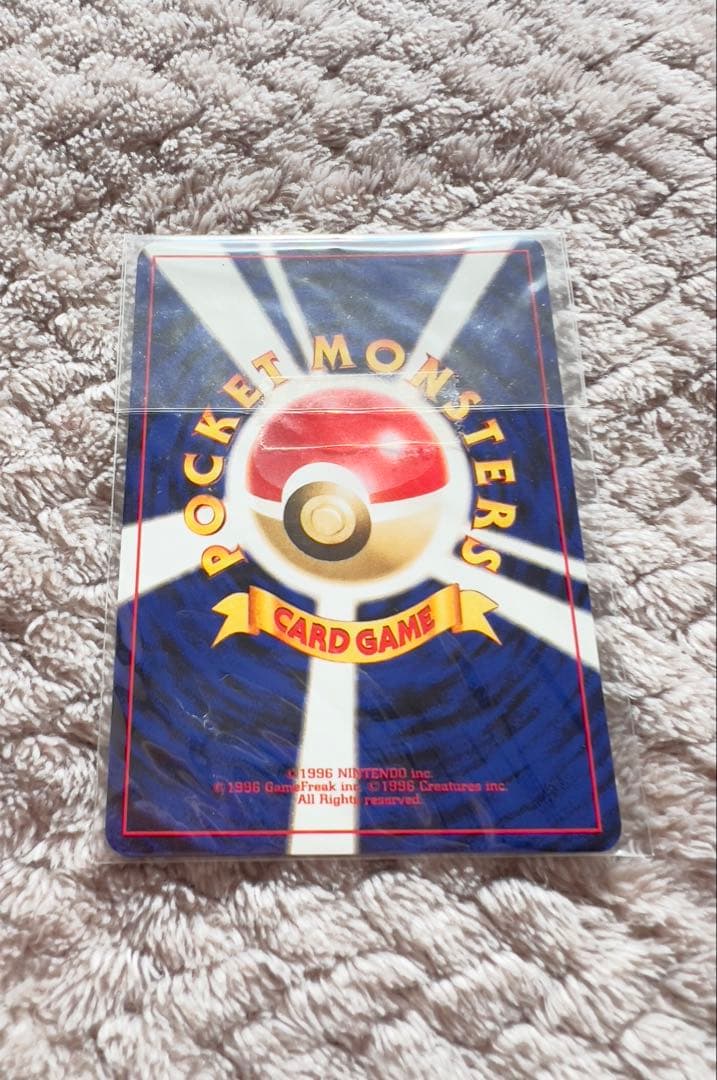 POCKET MONSTERS
CARD GAME
©1996 NINTENDO inc.
©1996 GameFreak inc. ©1996 Creatures inc.
All Rights reserved.